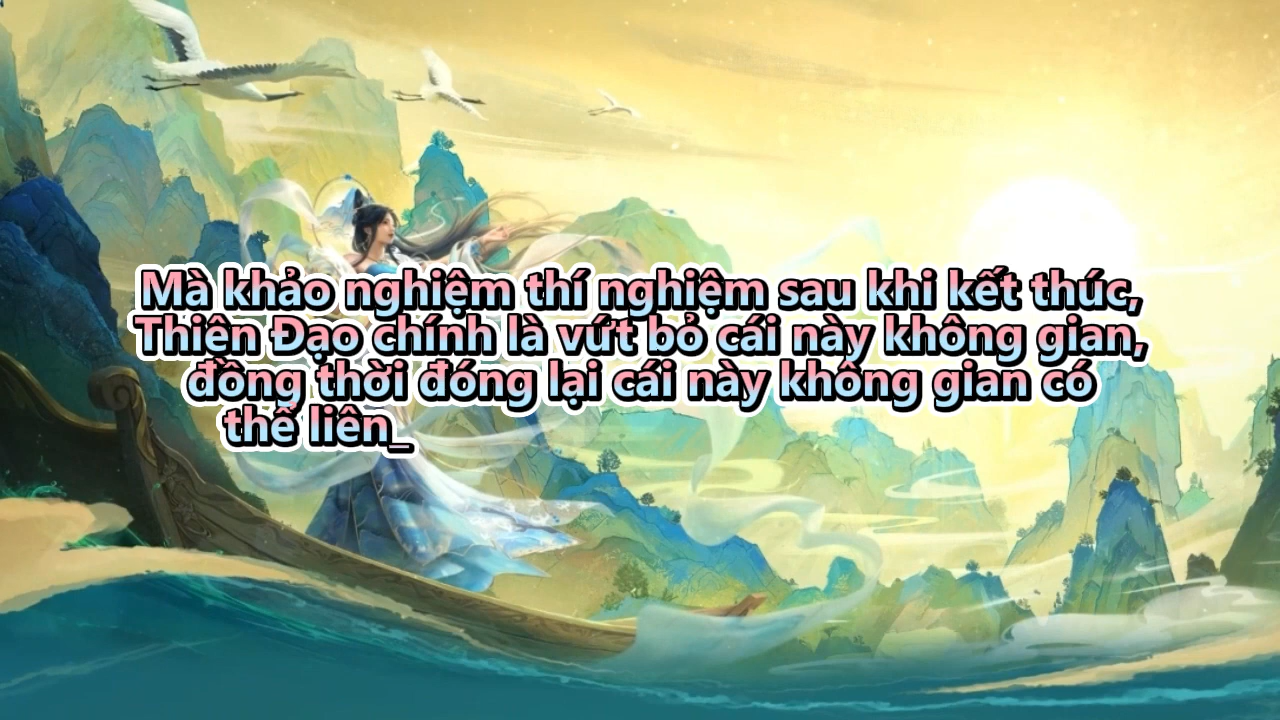 Mà khảo nghiệm thí nghiệm sau khi kết thúc,
Thiên Đạo chính là vứt bỏ cái này không gian,
đồng thời đóng lại cái này không gian có
thể liên_